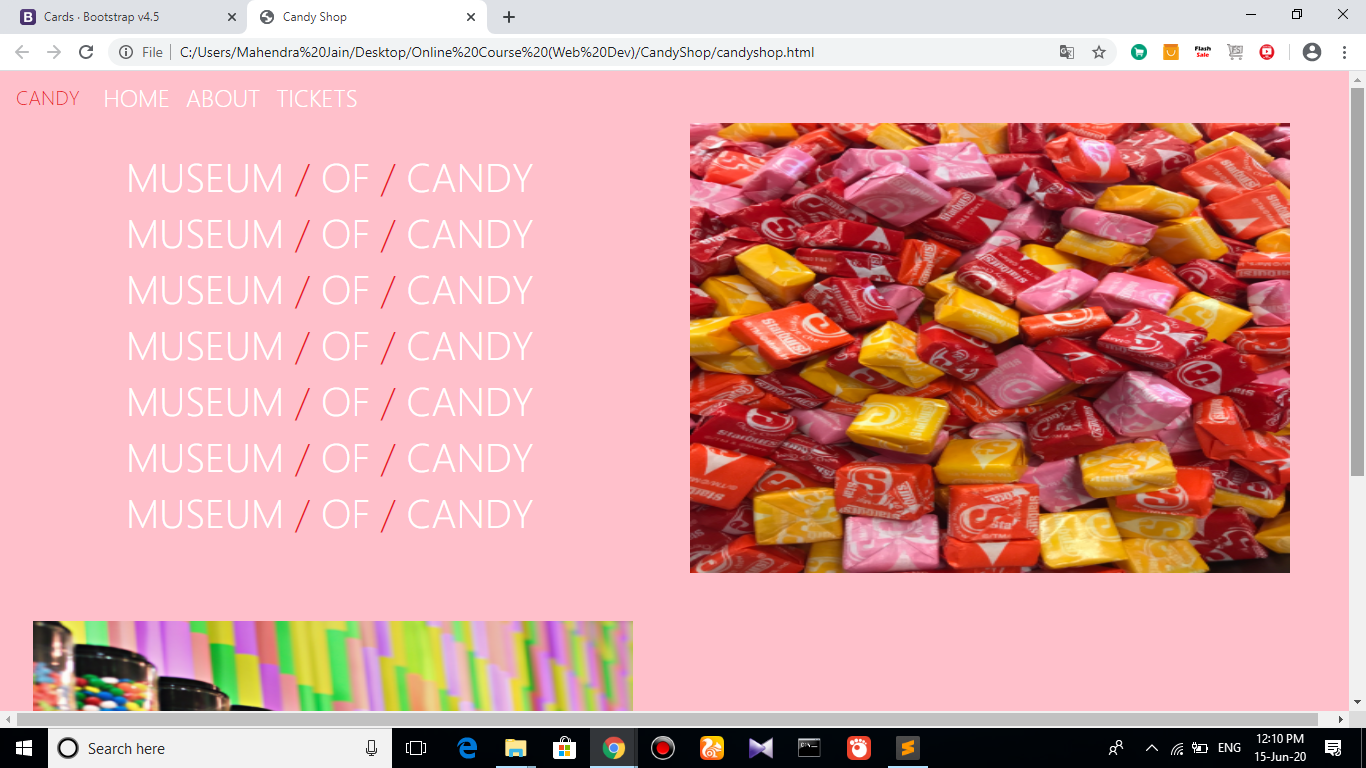 Cards · Bootstrap v4.5
Candy Shop
File
C:/Users/Mahendra%20Jain/Desktop/Online%20Course%20(Web%20Dev)/CandyShop/candyshop.html
Flash
Sale
CANDY HOME ABOUT TICKETS
MUSEUM / OF / CANDY
MUSEUM / OF / CANDY
MUSEUM / OF / CANDY
MUSEUM / OF / CANDY
MUSEUM / OF / CANDY
MUSEUM / OF / CANDY
MUSEUM / OF / CANDY
Starburst
Search here
ENG
12:10 PM
15-Jun-20